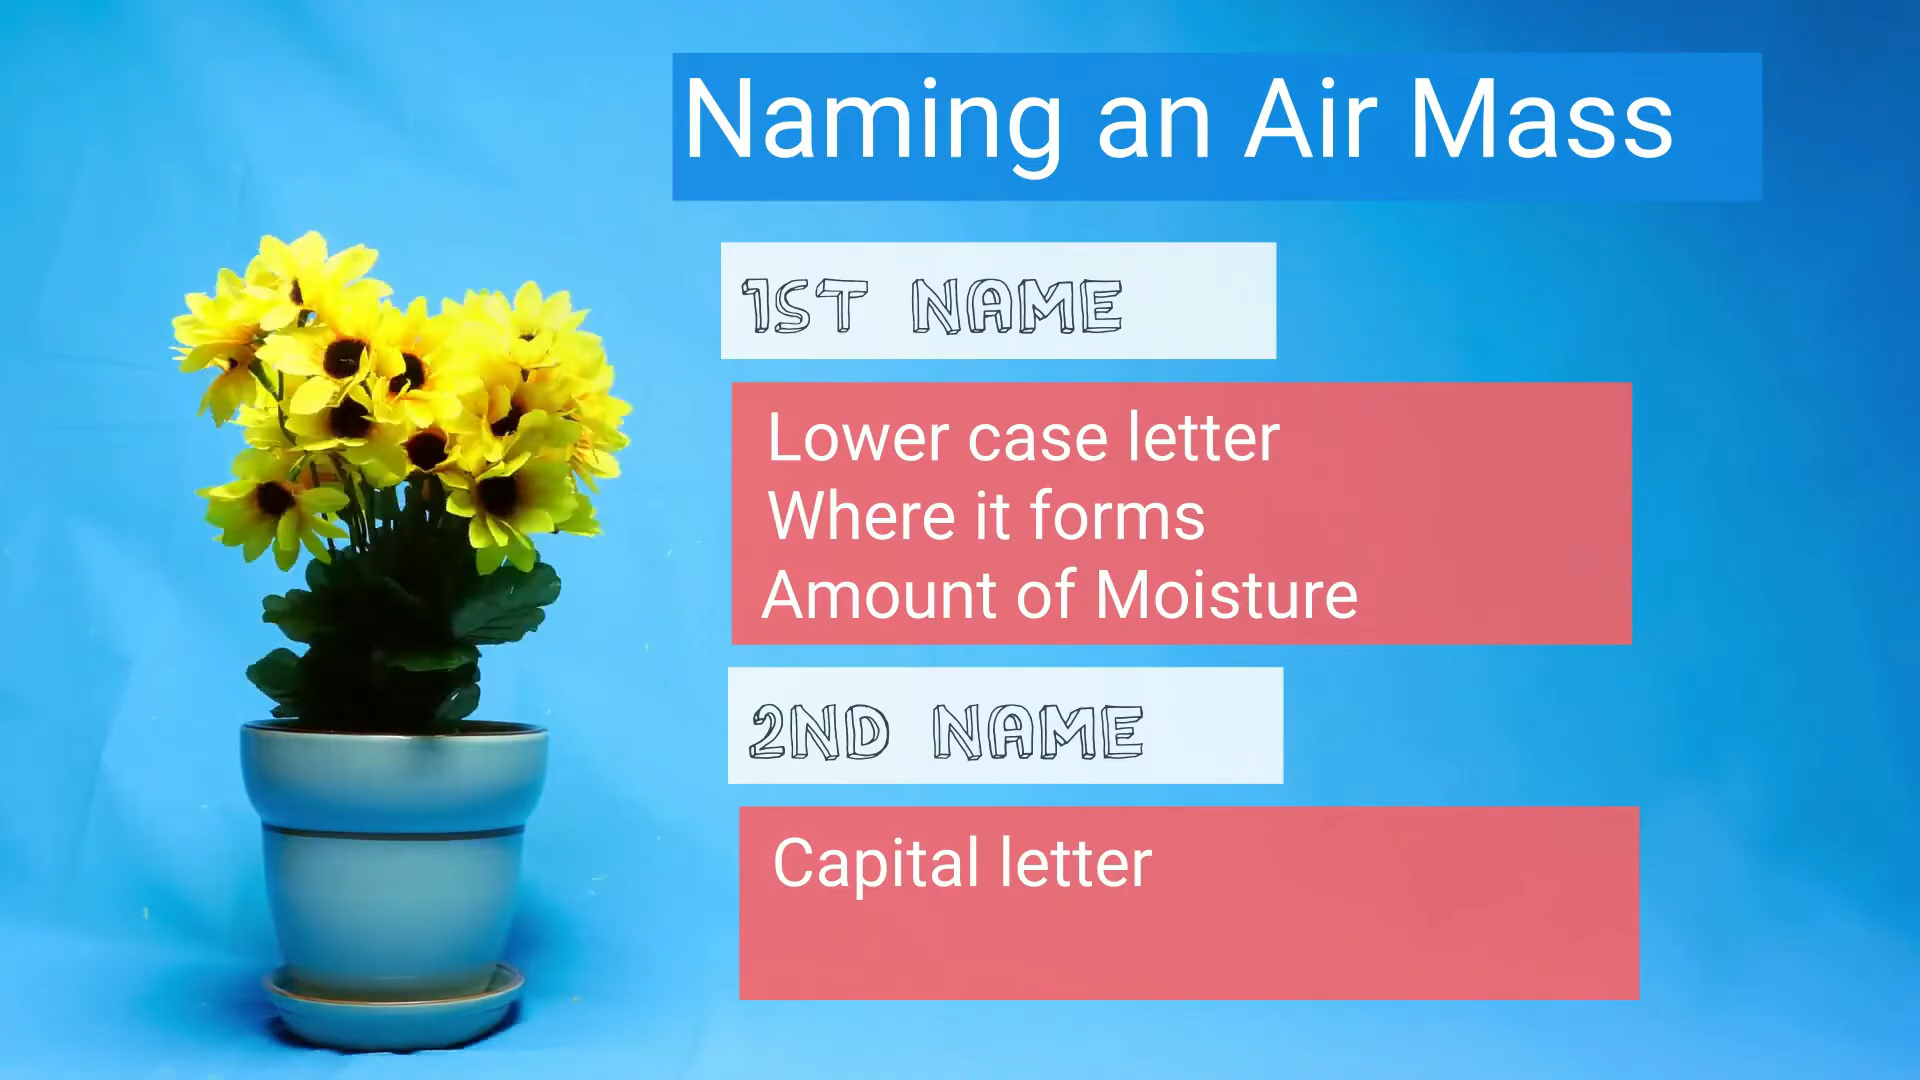 Naming an Air Mass
1ST NAME
Lower case letter
Where it forms
Amount of Moisture
2ND NAME
Capital letter